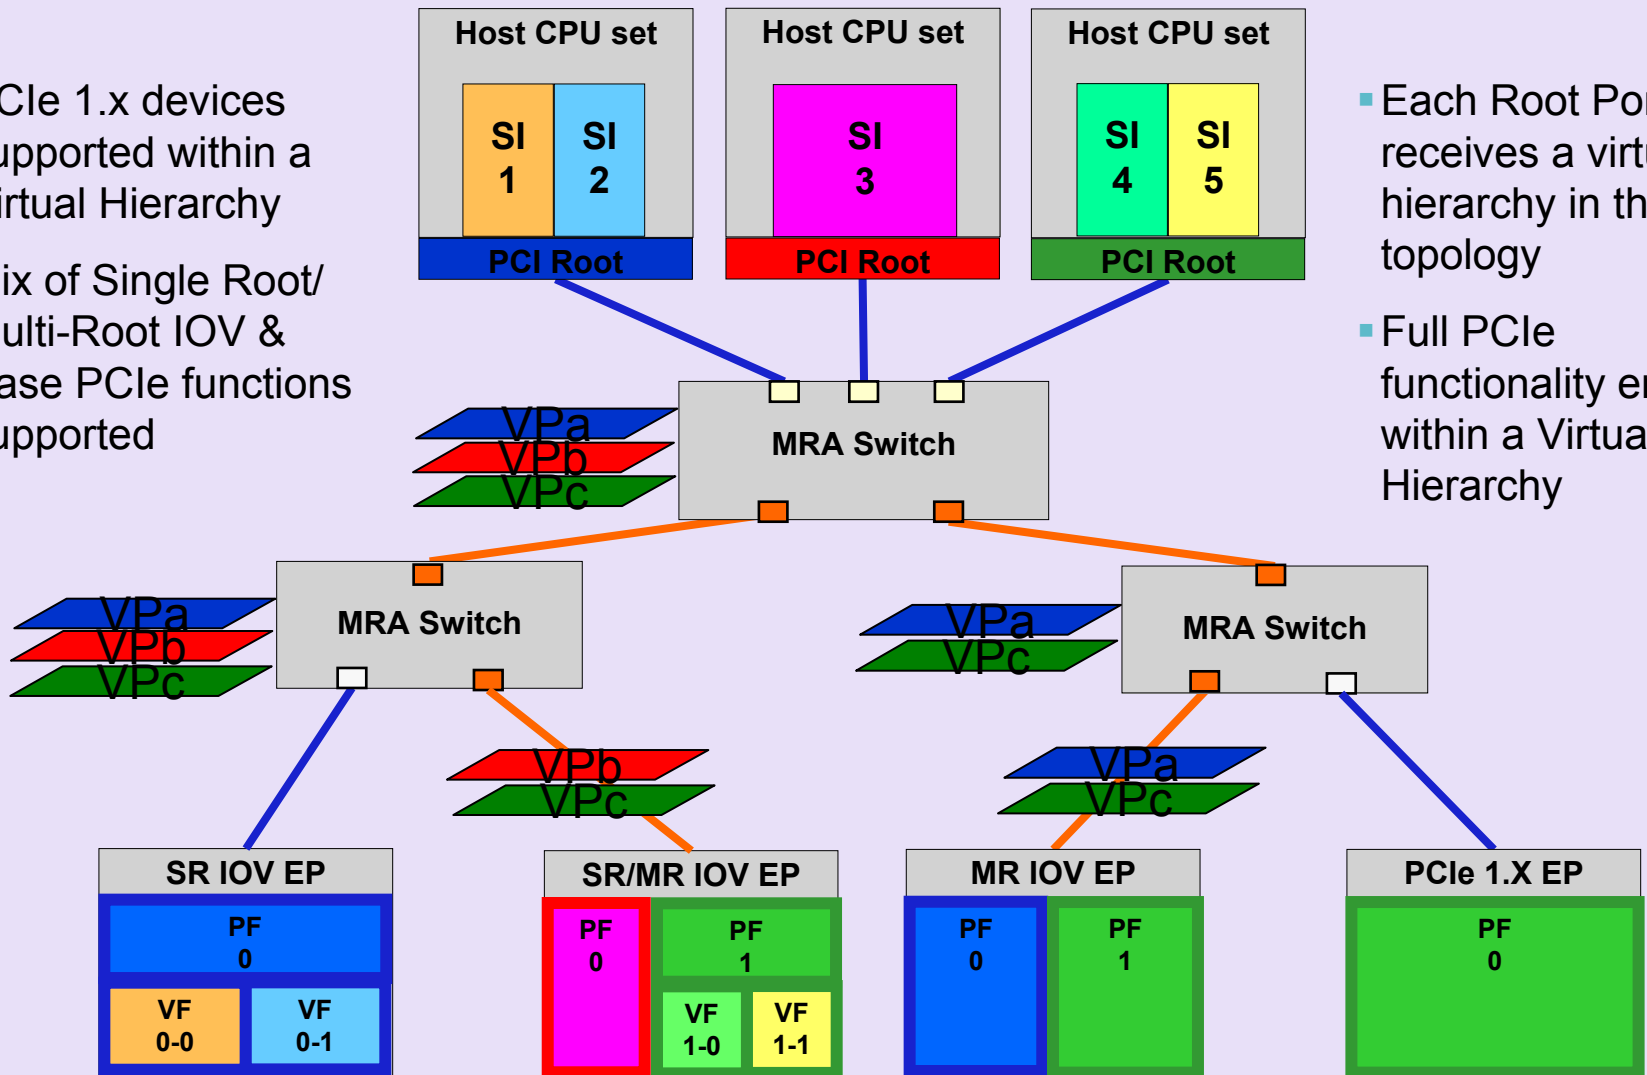 CIe 1.x devices
upported within a
irtual Hierarchy
ix of Single Root/
ulti-Root IOV &
ase PCIe functions
upported
Host CPU set
SI
1
SI
2
PCI Root
Host CPU set
SI
3
PCI Root
Host CPU set
SI
4
SI
5
PCI Root
Each Root Por
receives a virtu
hierarchy in th
topology
Full PCIe
functionality en
within a Virtua
Hierarchy
VPa
VPb
VPc
MRA Switch
VPa
VPb
VPc
MRA Switch
VPa
VPc
MRA Switch
VPb
VPc
VPa
VPc
SR IOV EP
PF
0
VF
0-0
VF
0-1
SR/MR IOV EP
PF
0
PF
1
VF
1-0
VF
1-1
MR IOV EP
PF
0
PF
1
PCIe 1.X EP
PF
0